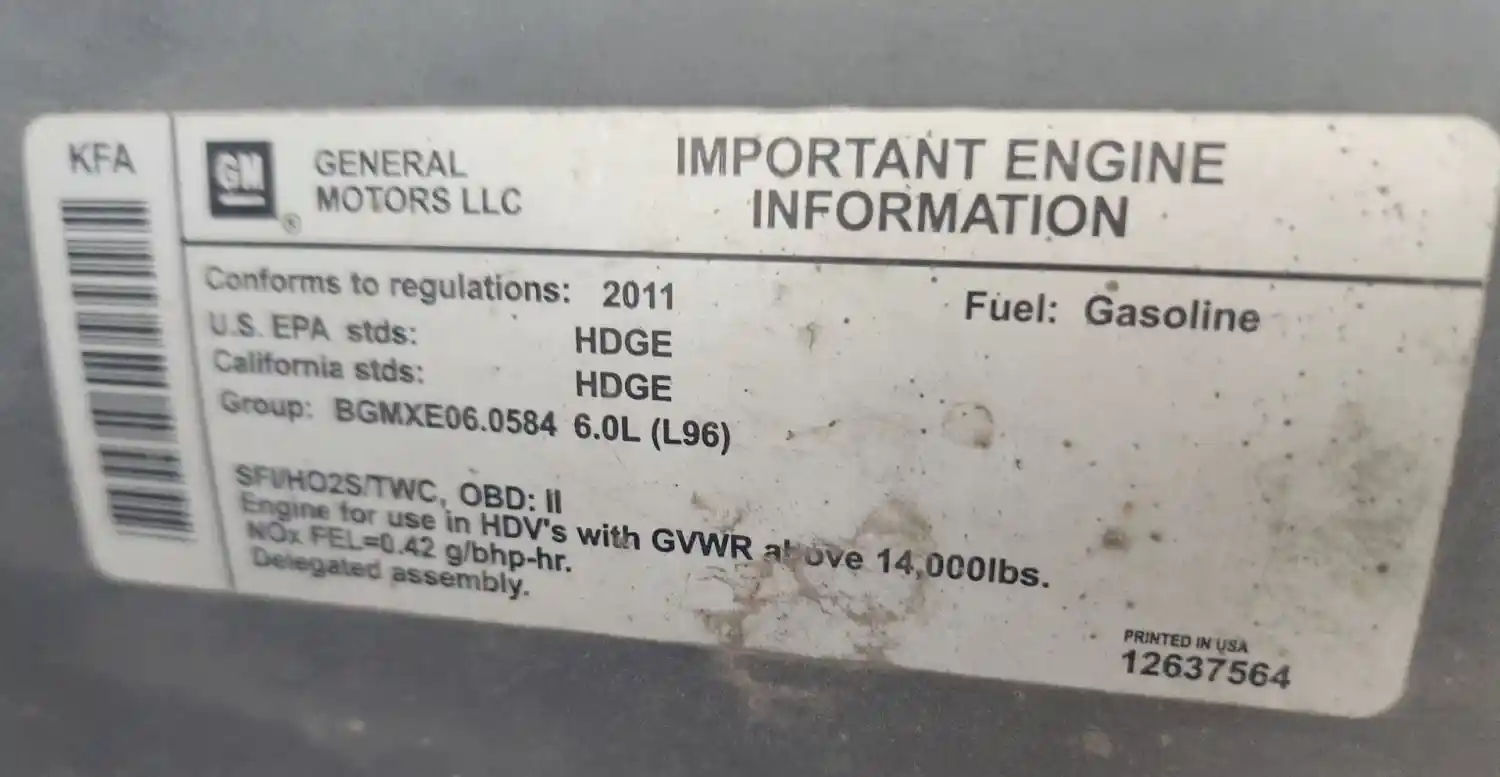 KFA
GM
®
GENERAL
MOTORS LLC
IMPORTANT ENGINE
INFORMATION
Conforms to regulations: 2011
Fuel: Gasoline
U.S. EPA stds: HDGE
California stds: HDGE
Group: BGMXE06.0584 6.0L (L96)
SFI/HO2S/TWC, OBD: II
Engine for use in HDV's with GVWR above 14,000lbs.
NOx FEL=0.42 g/bhp-hr.
Delegated assembly.
PRINTED IN USA
12637564